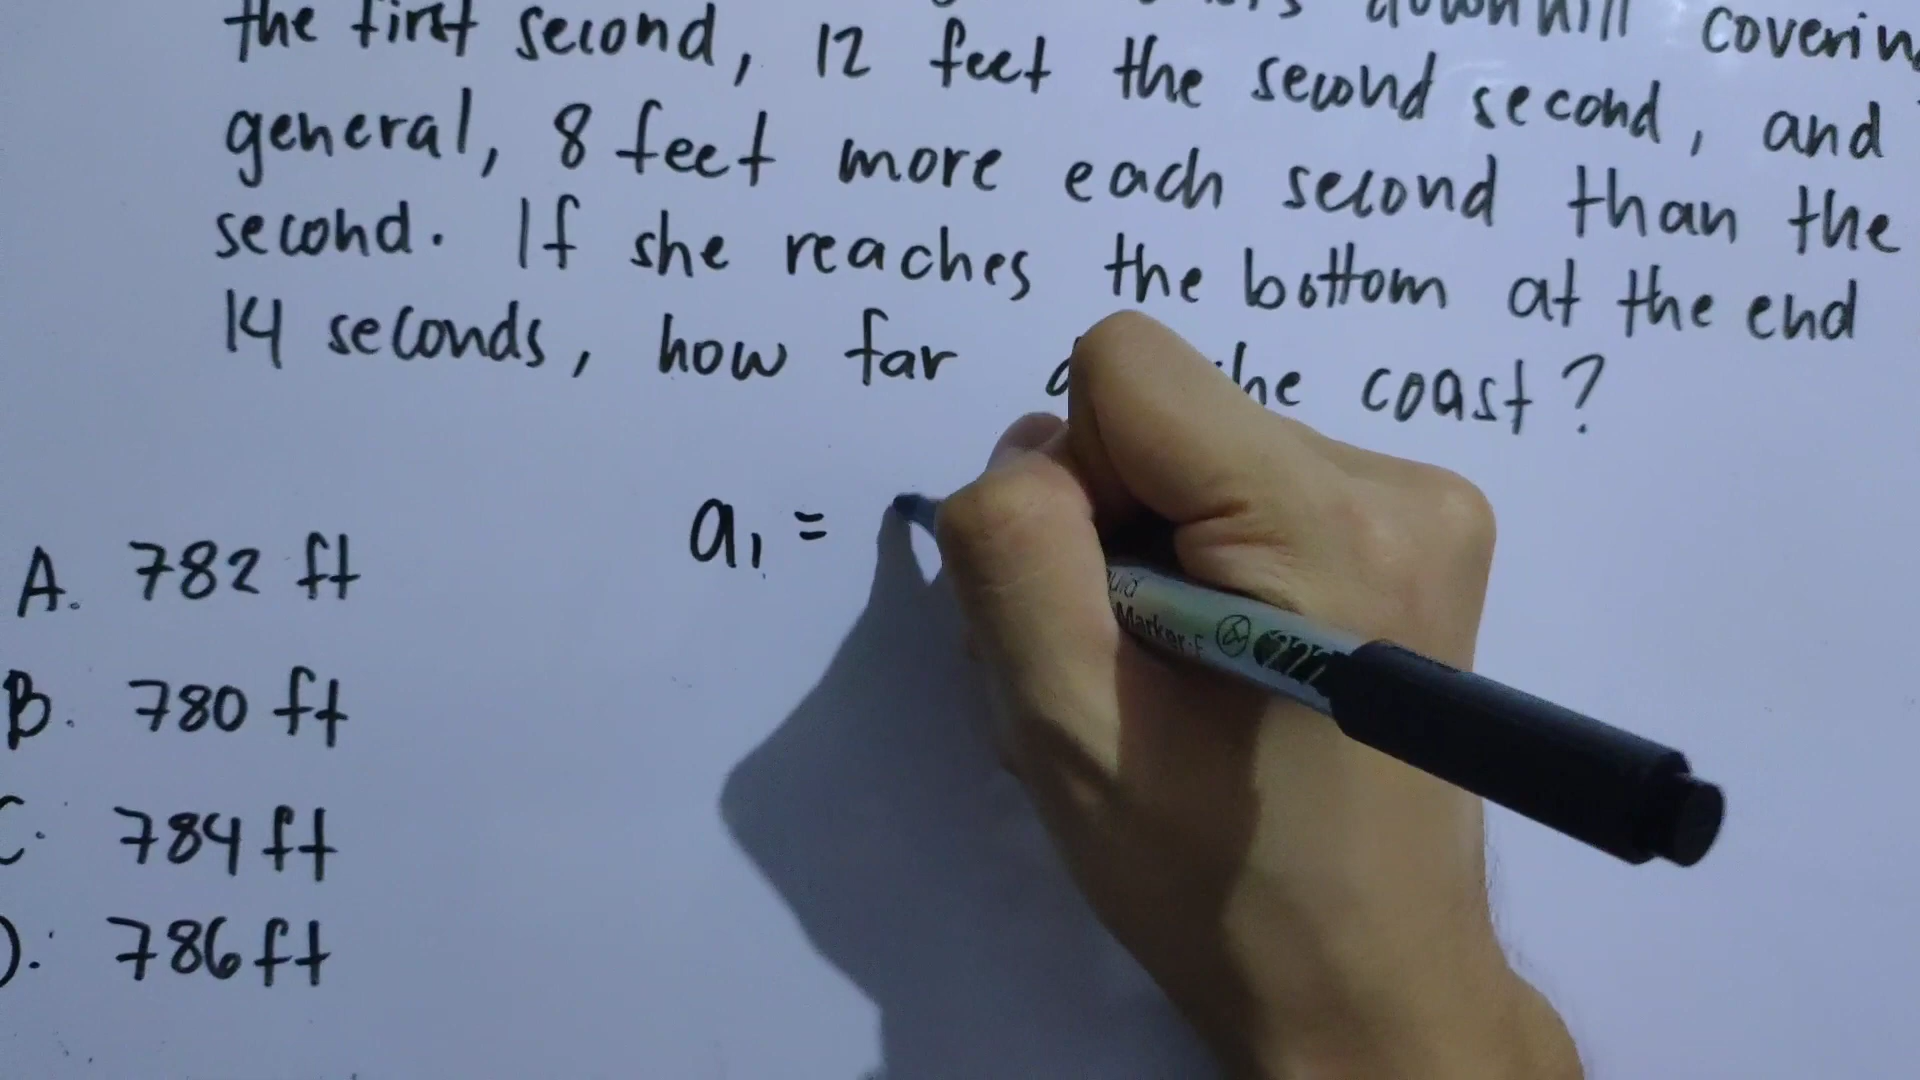 downhill
the first second, 12 feet the second second, and
general, 8 feet more each second than the
second. If she reaches the bottom at the end
14 seconds, how far coast?
a₁ =
A. 782 ft
B. 780 ft
C. 784 ft
D. 786 ft
Marker